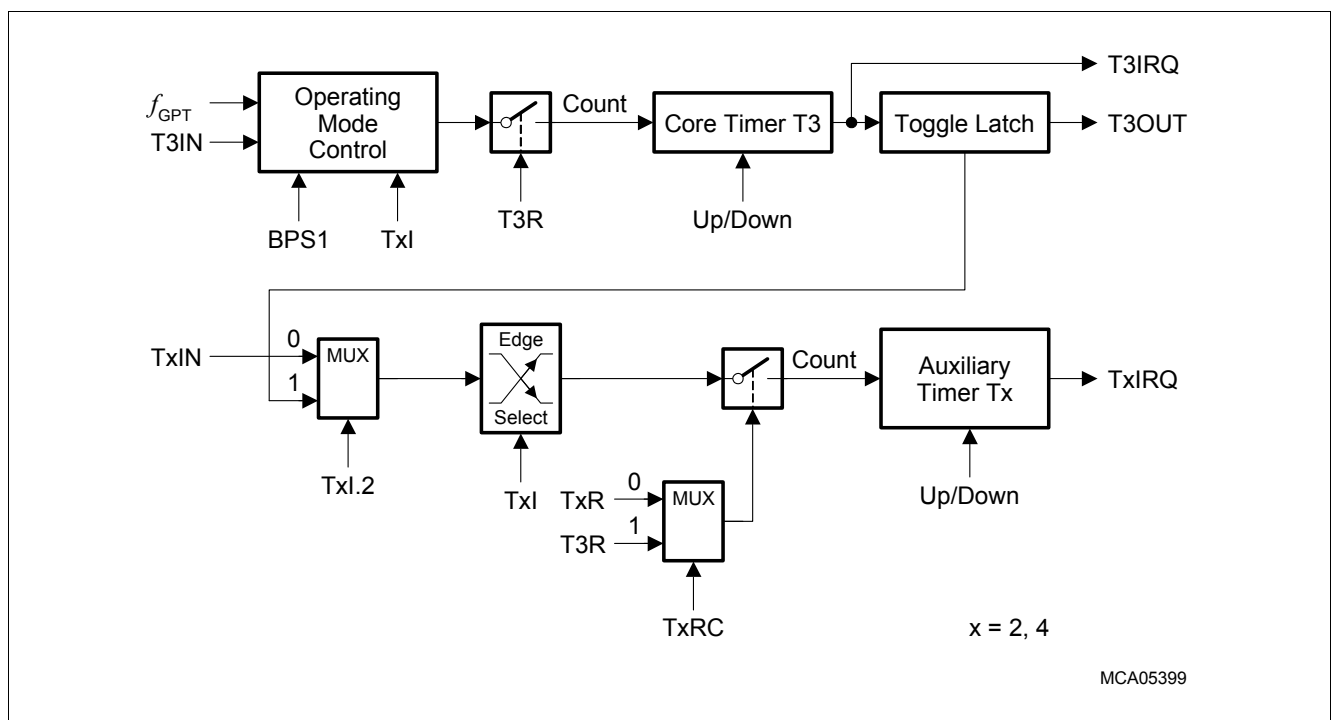 T3IRQ
fGPT
Operating
Mode
Control
Count
Core Timer T3
Toggle Latch
T3OUT
T3IN
T3R
Up/Down
BPS1
TxI
TxIN
0
1
MUX
Edge
Select
Count
Auxiliary
Timer Tx
TxIRQ
TxI.2
TxI
TxR
0
T3R
1
MUX
Up/Down
TxRC
x = 2, 4
MCA05399